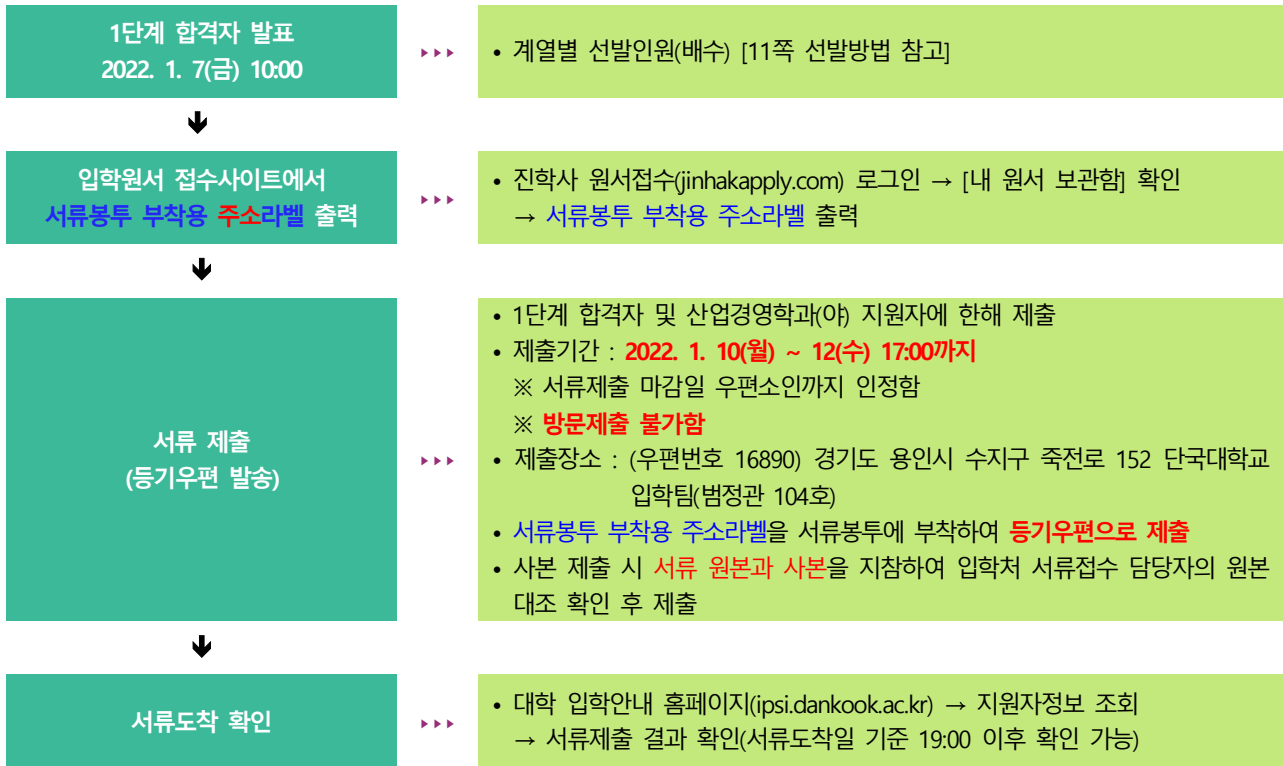 1단계 합격자 발표
2022. 1. 7(금) 10:00
▸▸▸
• 계열별 선발인원(배수) [11쪽 선발방법 참고]
입학원서 접수사이트에서
서류봉투 부착용 주소라벨 출력
▸▸▸
• 진학사 원서접수(jinhakapply.com) 로그인 → [내 원서 보관함] 확인
→ 서류봉투 부착용 주소라벨 출력
서류 제출
(등기우편 발송)
▸▸▸
• 1단계 합격자 및 산업경영학과(야) 지원자에 한해 제출
• 제출기간 : 2022. 1. 10(월) ~ 12(수) 17:00까지
※ 서류제출 마감일 우편소인까지 인정함
※ 방문제출 불가함
• 제출장소 : (우편번호 16890) 경기도 용인시 수지구 죽전로 152 단국대학교
입학팀(범정관 104호)
• 서류봉투 부착용 주소라벨을 서류봉투에 부착하여 등기우편으로 제출
• 사본 제출 시 서류 원본과 사본을 지참하여 입학처 서류접수 담당자의 원본
대조 확인 후 제출
서류도착 확인
▸▸▸
• 대학 입학안내 홈페이지(ipsi.dankook.ac.kr) → 지원자정보 조회
→ 서류제출 결과 확인(서류도착일 기준 19:00 이후 확인 가능)